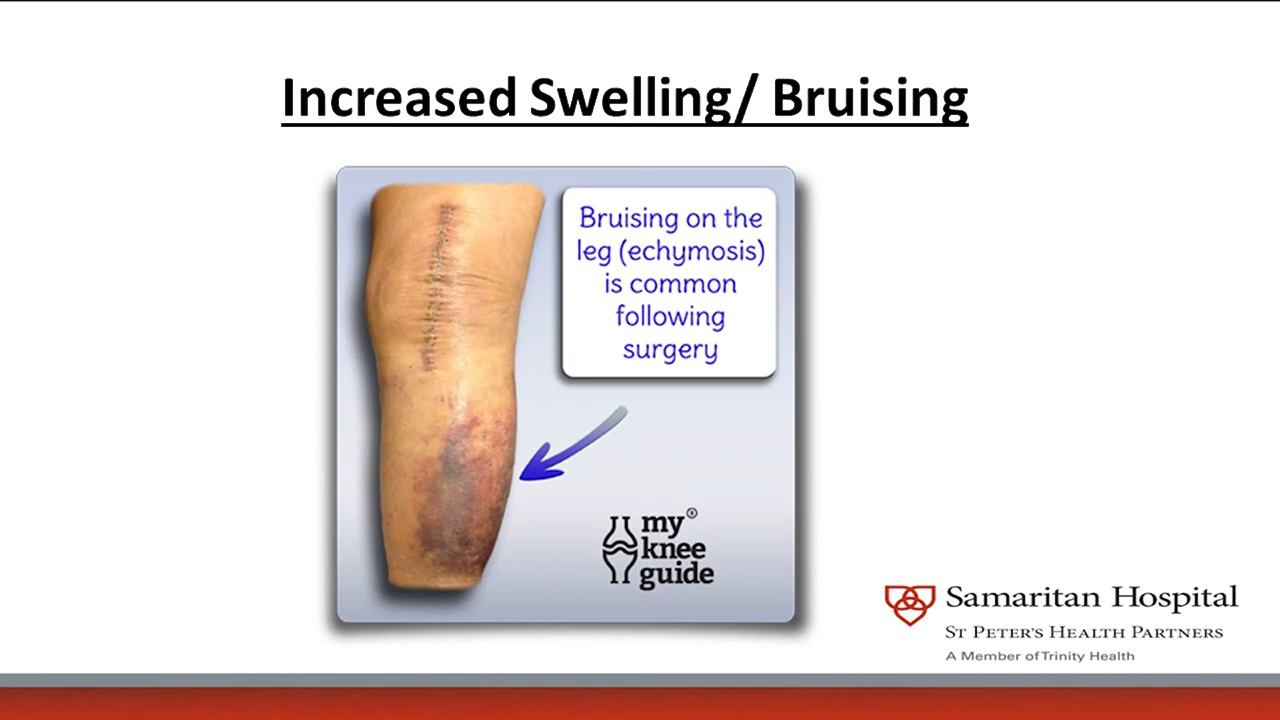 Increased Swelling/ Bruising
Bruising on the
leg (echymosis)
is common
following
surgery
my®
knee
guide
Samaritan Hospital
ST PETER'S HEALTH PARTNERS
A Member of Trinity Health